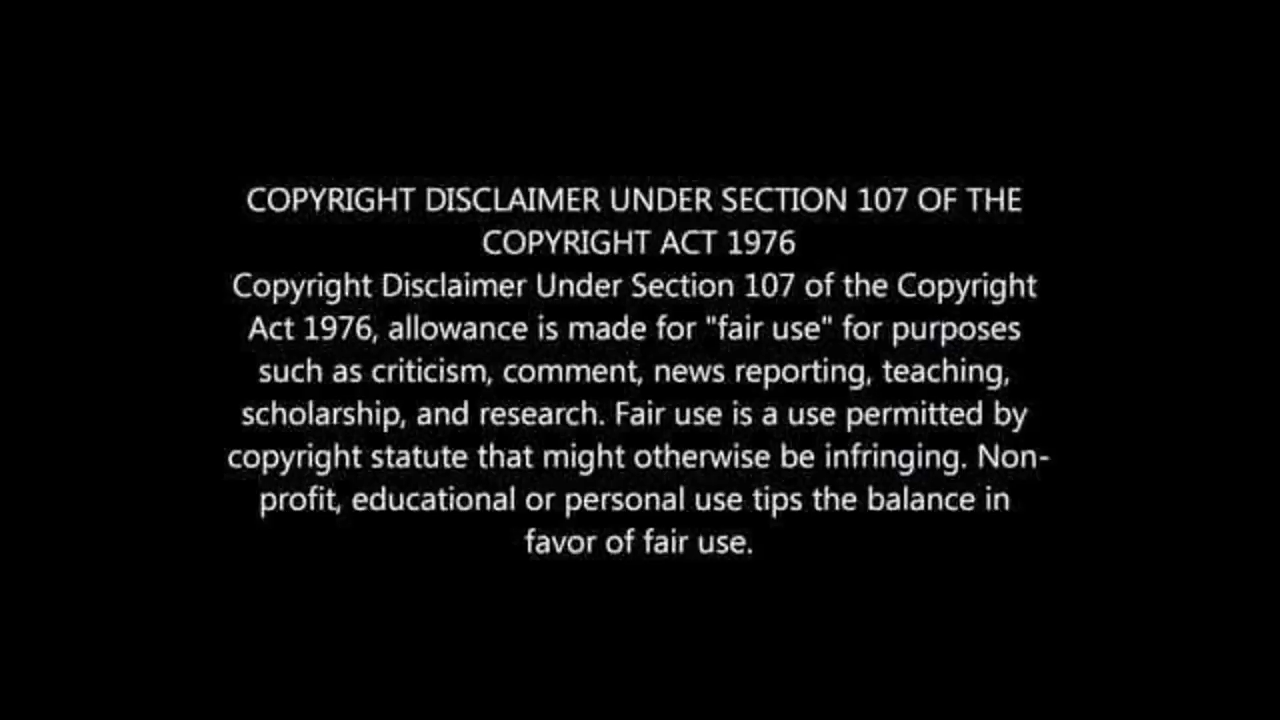 COPYRIGHT DISCLAIMER UNDER SECTION 107 OF THE
COPYRIGHT ACT 1976
Copyright Disclaimer Under Section 107 of the Copyright
Act 1976, allowance is made for "fair use" for purposes
such as criticism, comment, news reporting, teaching,
scholarship, and research. Fair use is a use permitted by
copyright statute that might otherwise be infringing. Non-
profit, educational or personal use tips the balance in
favor of fair use.